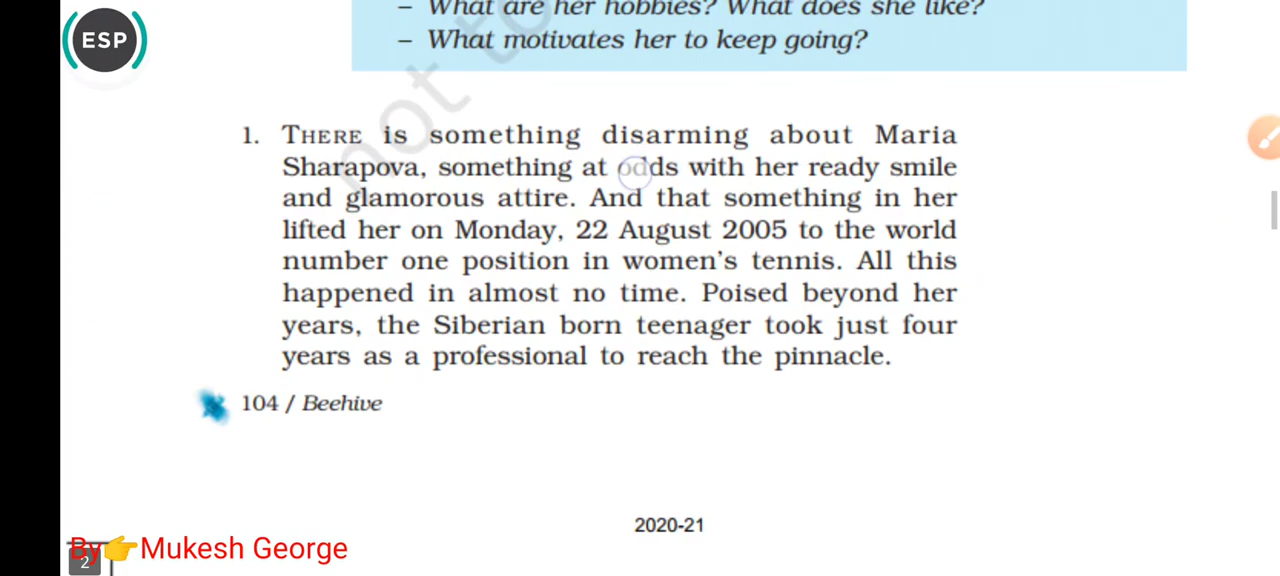 – What are her hobbies? What does she like?
– What motivates her to keep going?
ESP
not to
1. THERE is something disarming about Maria
Sharapova, something at odds with her ready smile
and glamorous attire. And that something in her
lifted her on Monday, 22 August 2005 to the world
number one position in women's tennis. All this
happened in almost no time. Poised beyond her
years, the Siberian born teenager took just four
years as a professional to reach the pinnacle.
104 / Beehive
2020-21
By👉Mukesh George
2